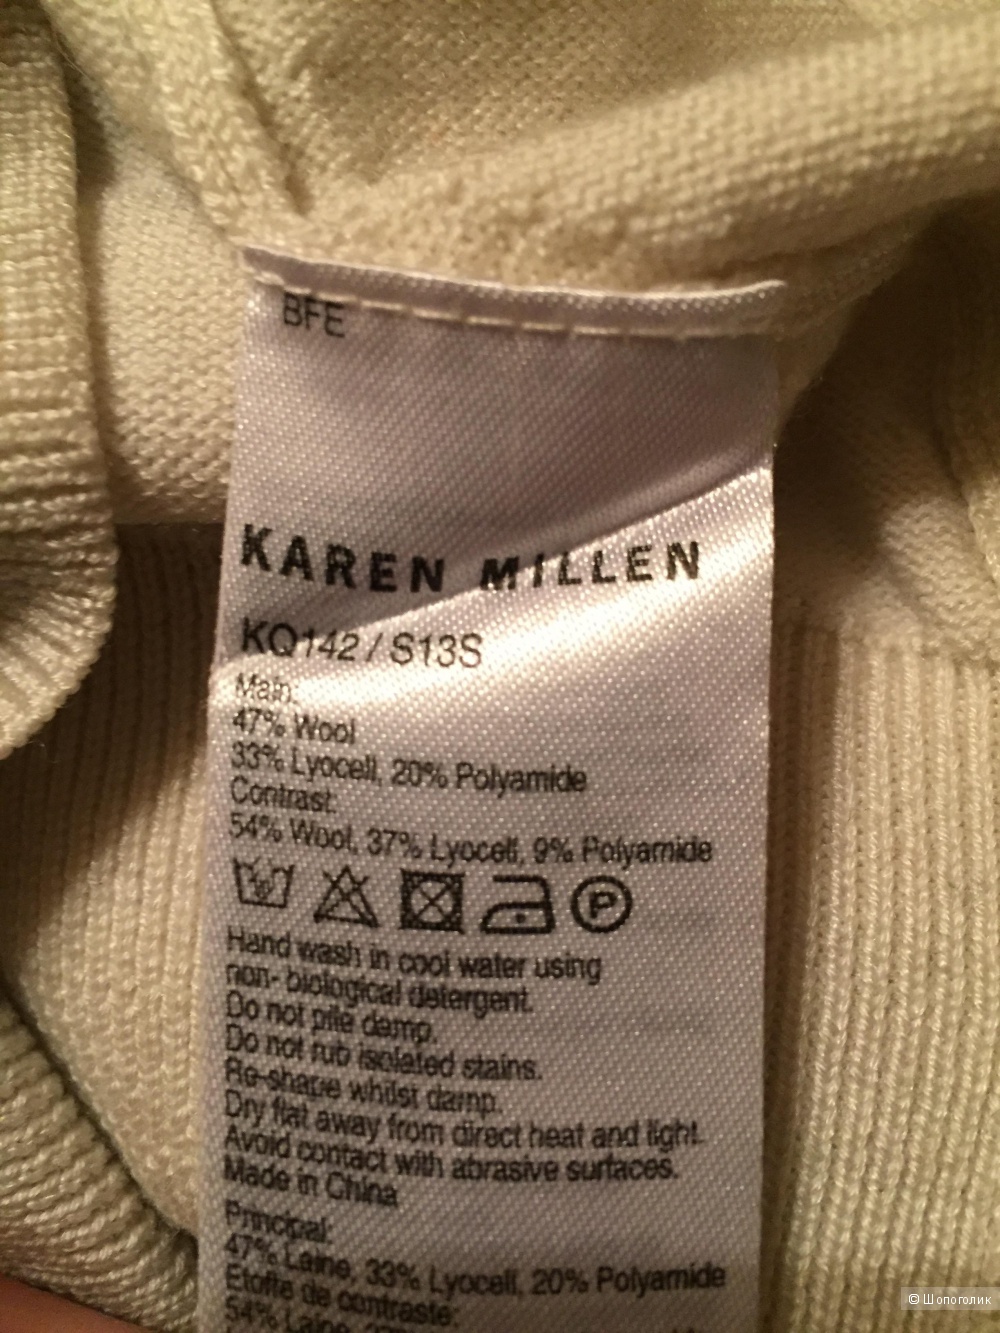 BFE
KAREN MILLEN
KQ142 / S13S
Main:
47% Wool
33% Lyocell, 20% Polyamide
Contrast:
54% Wool, 37% Lyocell, 9% Polyamide
P
Hand wash in cool water using
non- biological detergent.
Do not pile damp.
Do not rub isolated stains.
Re-shape whilst damp.
Dry flat away from direct heat and light.
Avoid contact with abrasive surfaces.
Made in China
Principal:
47% Laine, 33% Lyocell, 20% Polyamide
Etoffe de contraste:
54% Laine,
© Шопоголик